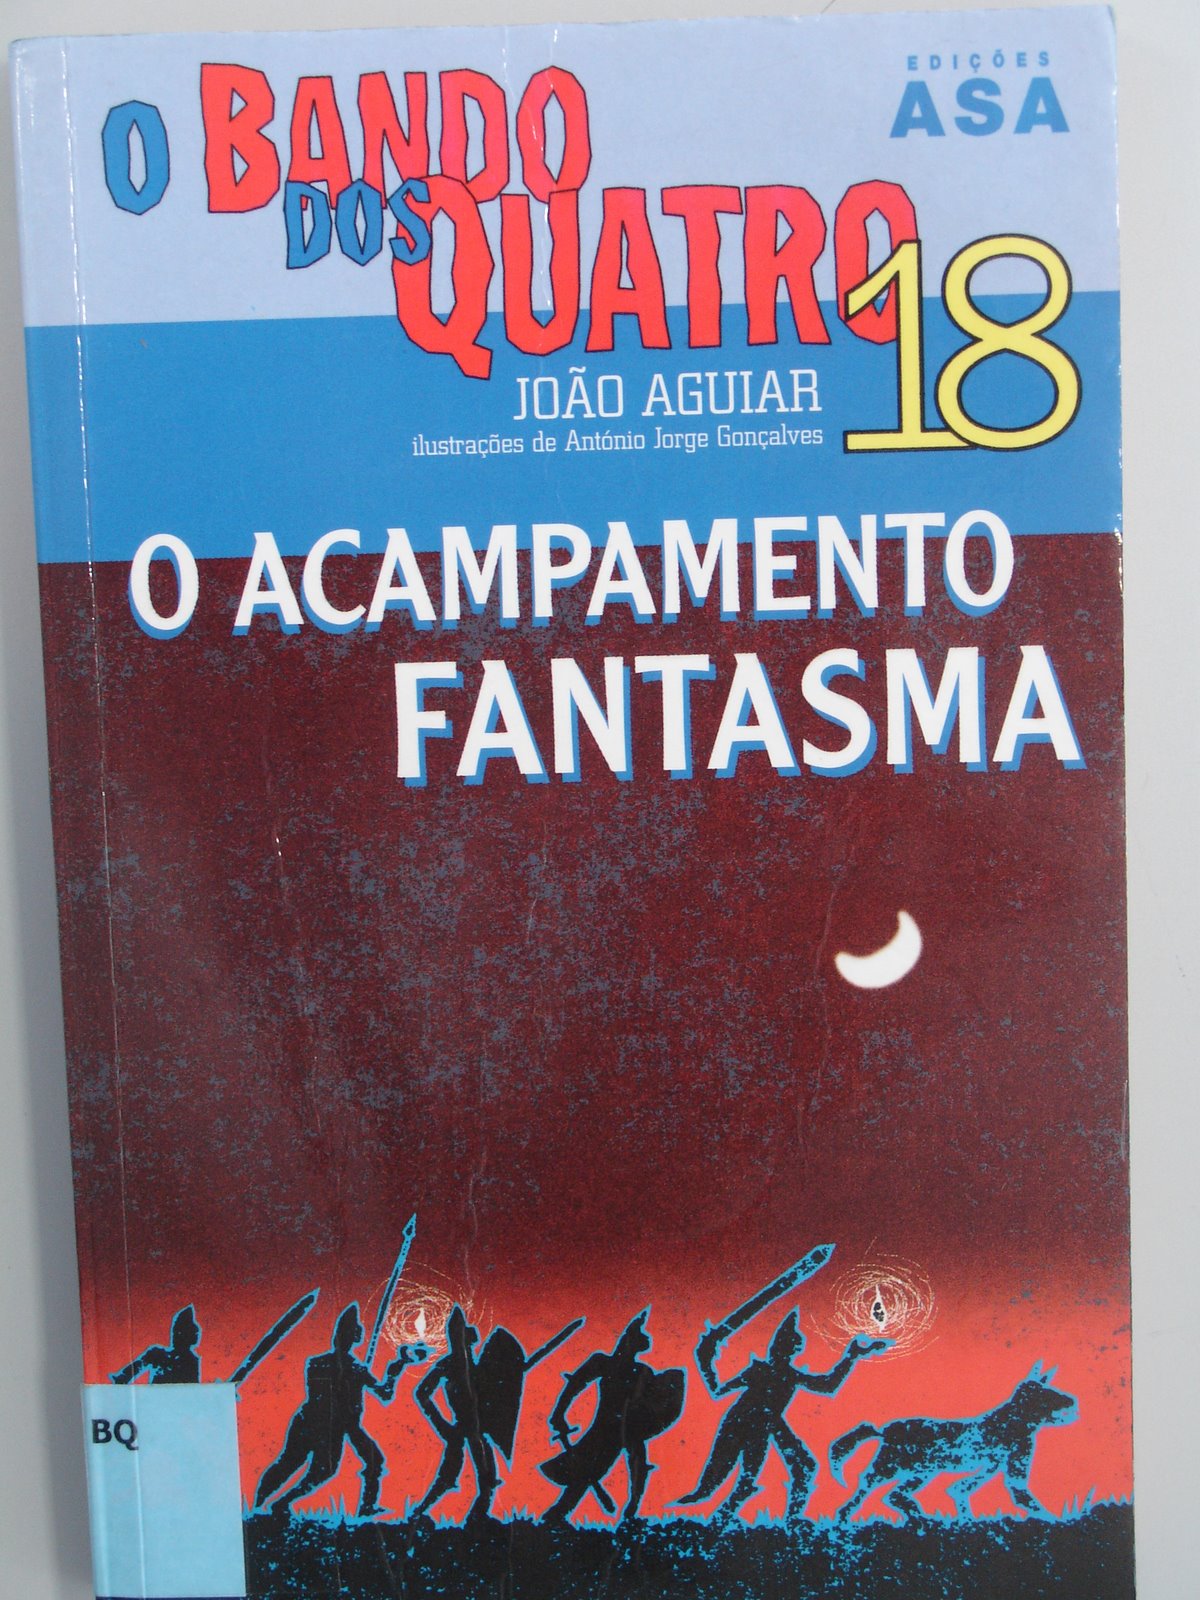 EDIÇÕES
ASA
O BANDO
DOS QUATRO
18
JOÃO AGUIAR
ilustrações de António Jorge Gonçalves
O ACAMPAMENTO
FANTASMA
BQ